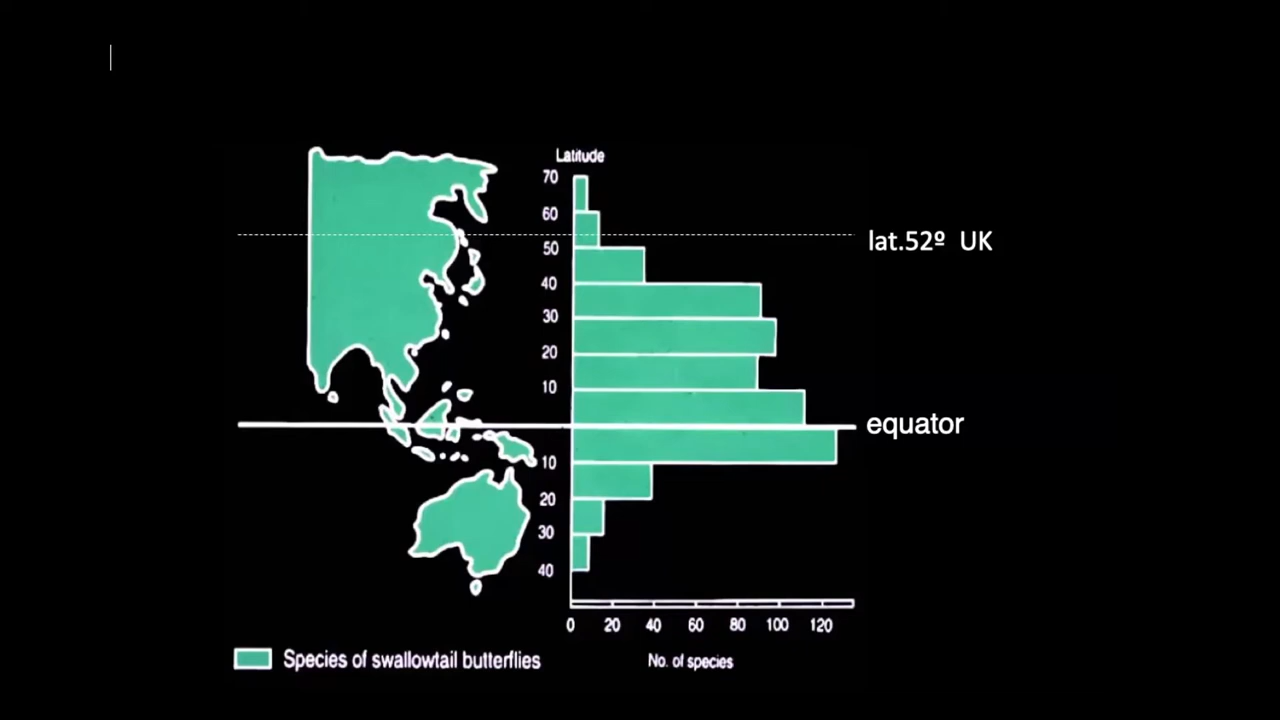 Latitude
70
60
lat.52º UK
50
40
30
20
10
equator
10
20
30
40
0 20 40 60 80 100 120
Species of swallowtail butterflies
No. of species